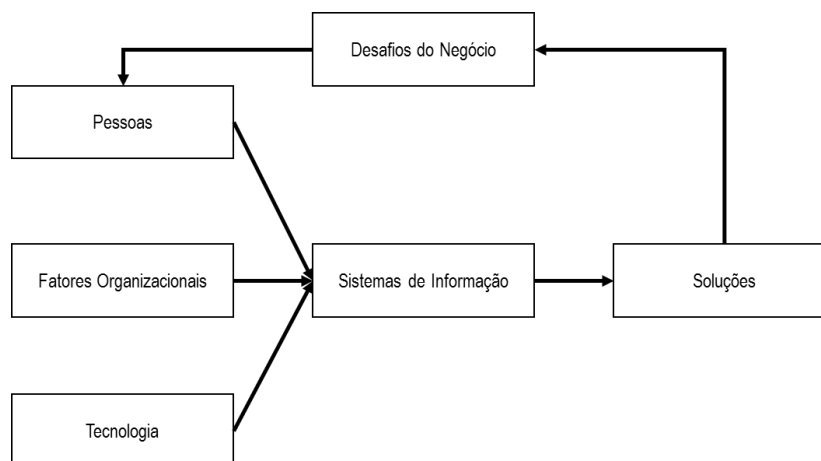 Desafios do Negócio
Pessoas
Fatores Organizacionais
Sistemas de Informação
Soluções
Tecnologia